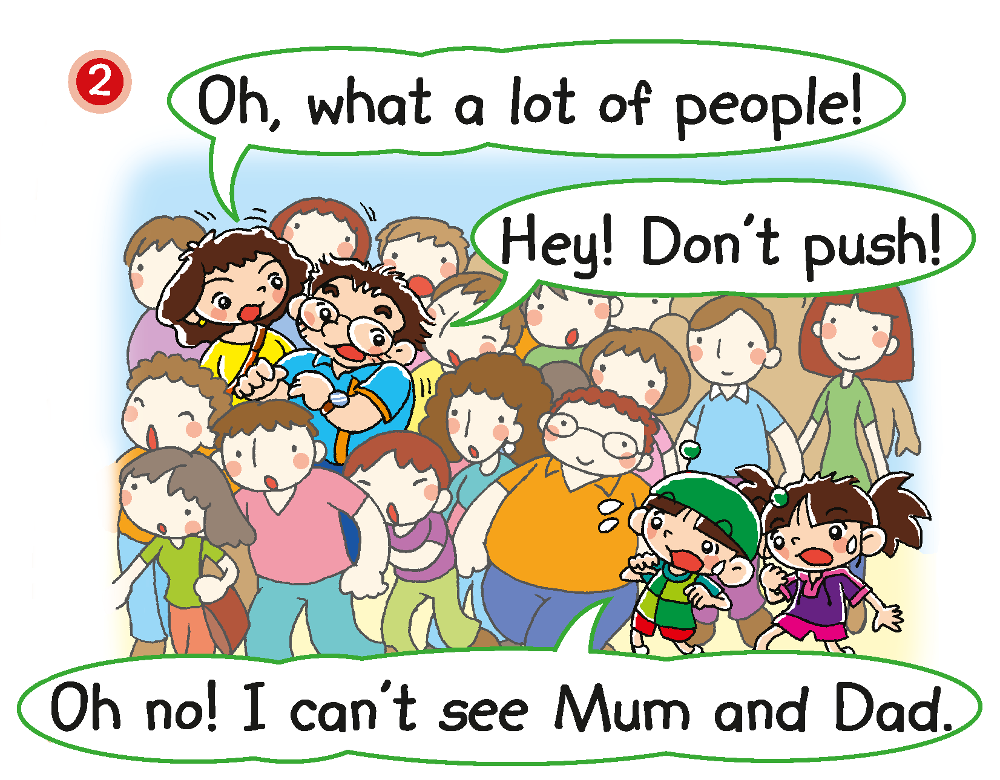 2
Oh, what a lot of people!
Hey! Don't push!
Oh no! I can't see Mum and Dad.